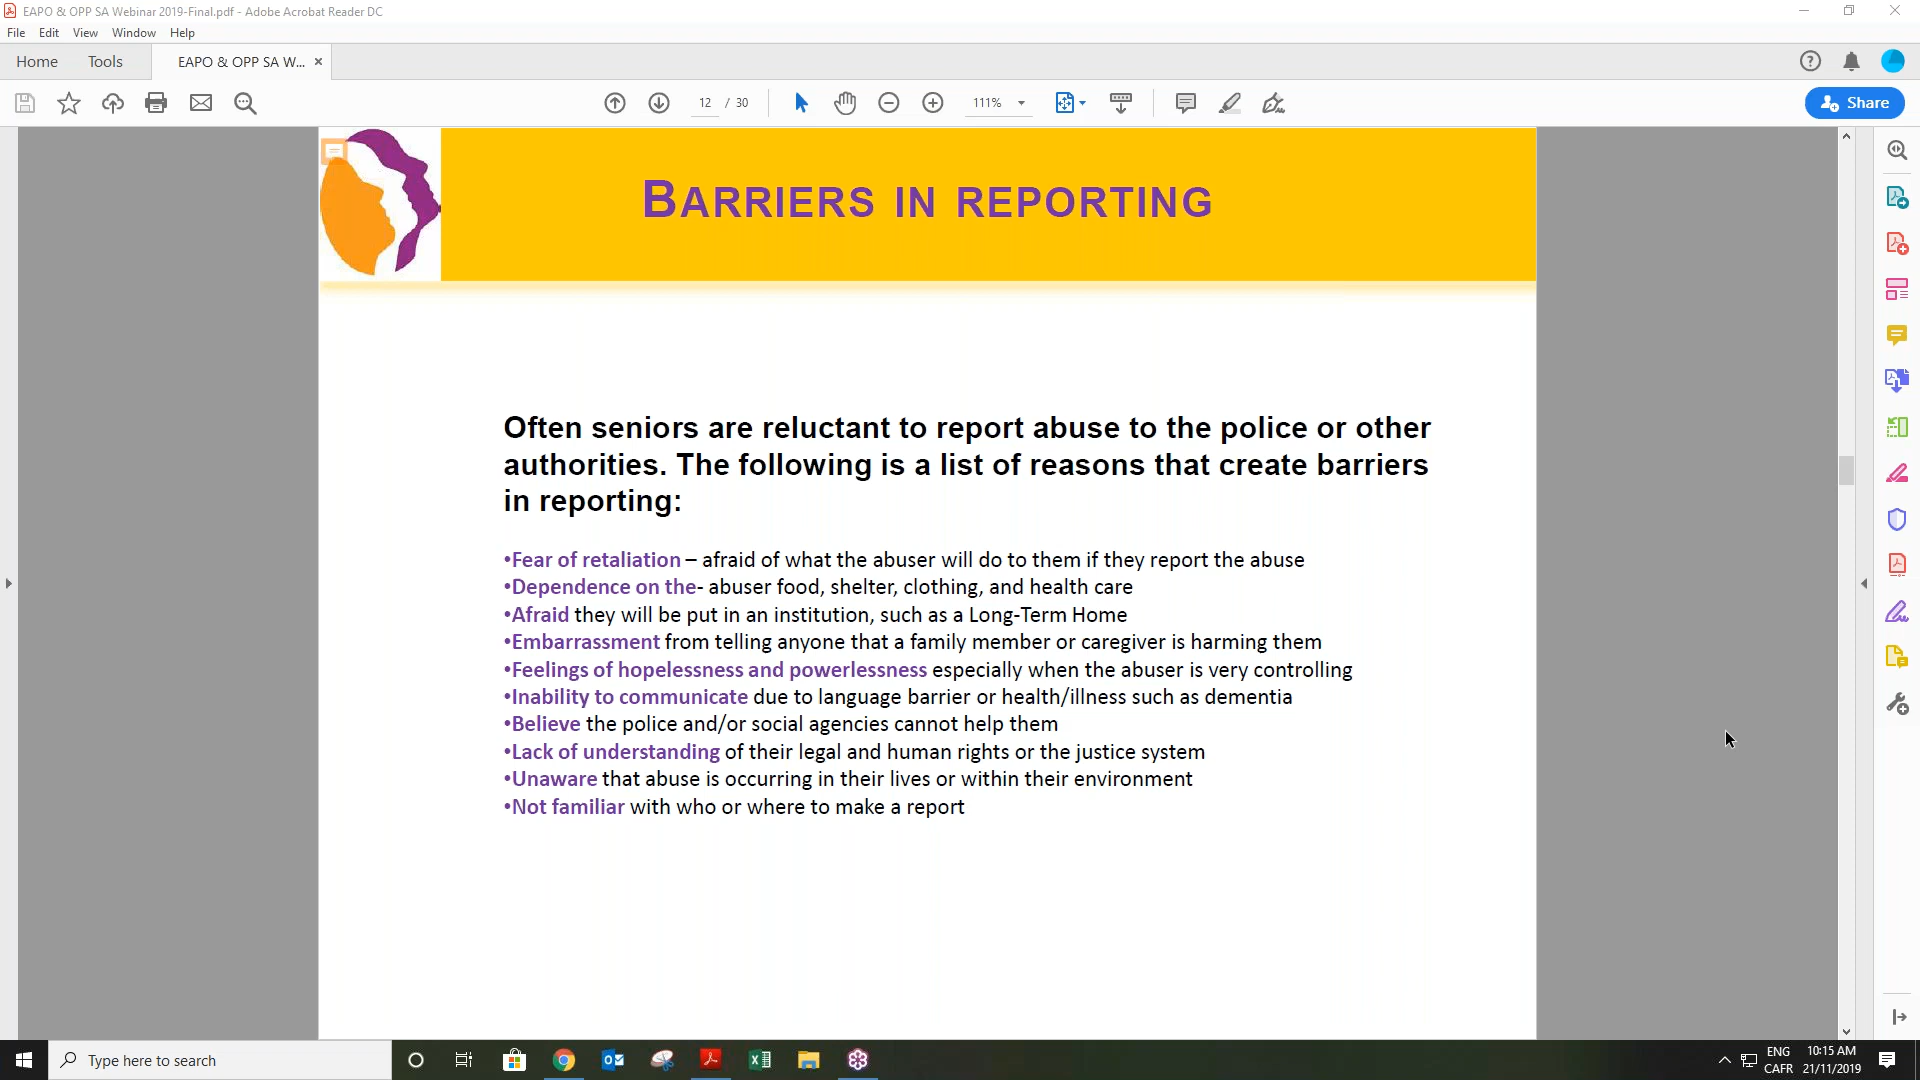 EAPO & OPP SA Webinar 2019-Final.pdf - Adobe Acrobat Reader DC
File Edit View Window Help
Home Tools EAPO & OPP SA W... ×
12 / 30 111% Share
BARRIERS IN REPORTING
Often seniors are reluctant to report abuse to the police or other
authorities. The following is a list of reasons that create barriers
in reporting:
•Fear of retaliation – afraid of what the abuser will do to them if they report the abuse
•Dependence on the- abuser food, shelter, clothing, and health care
•Afraid they will be put in an institution, such as a Long-Term Home
•Embarrassment from telling anyone that a family member or caregiver is harming them
•Feelings of hopelessness and powerlessness especially when the abuser is very controlling
•Inability to communicate due to language barrier or health/illness such as dementia
•Believe the police and/or social agencies cannot help them
•Lack of understanding of their legal and human rights or the justice system
•Unaware that abuse is occurring in their lives or within their environment
•Not familiar with who or where to make a report
Type here to search
ENG 10:15 AM
CAFR 21/11/2019